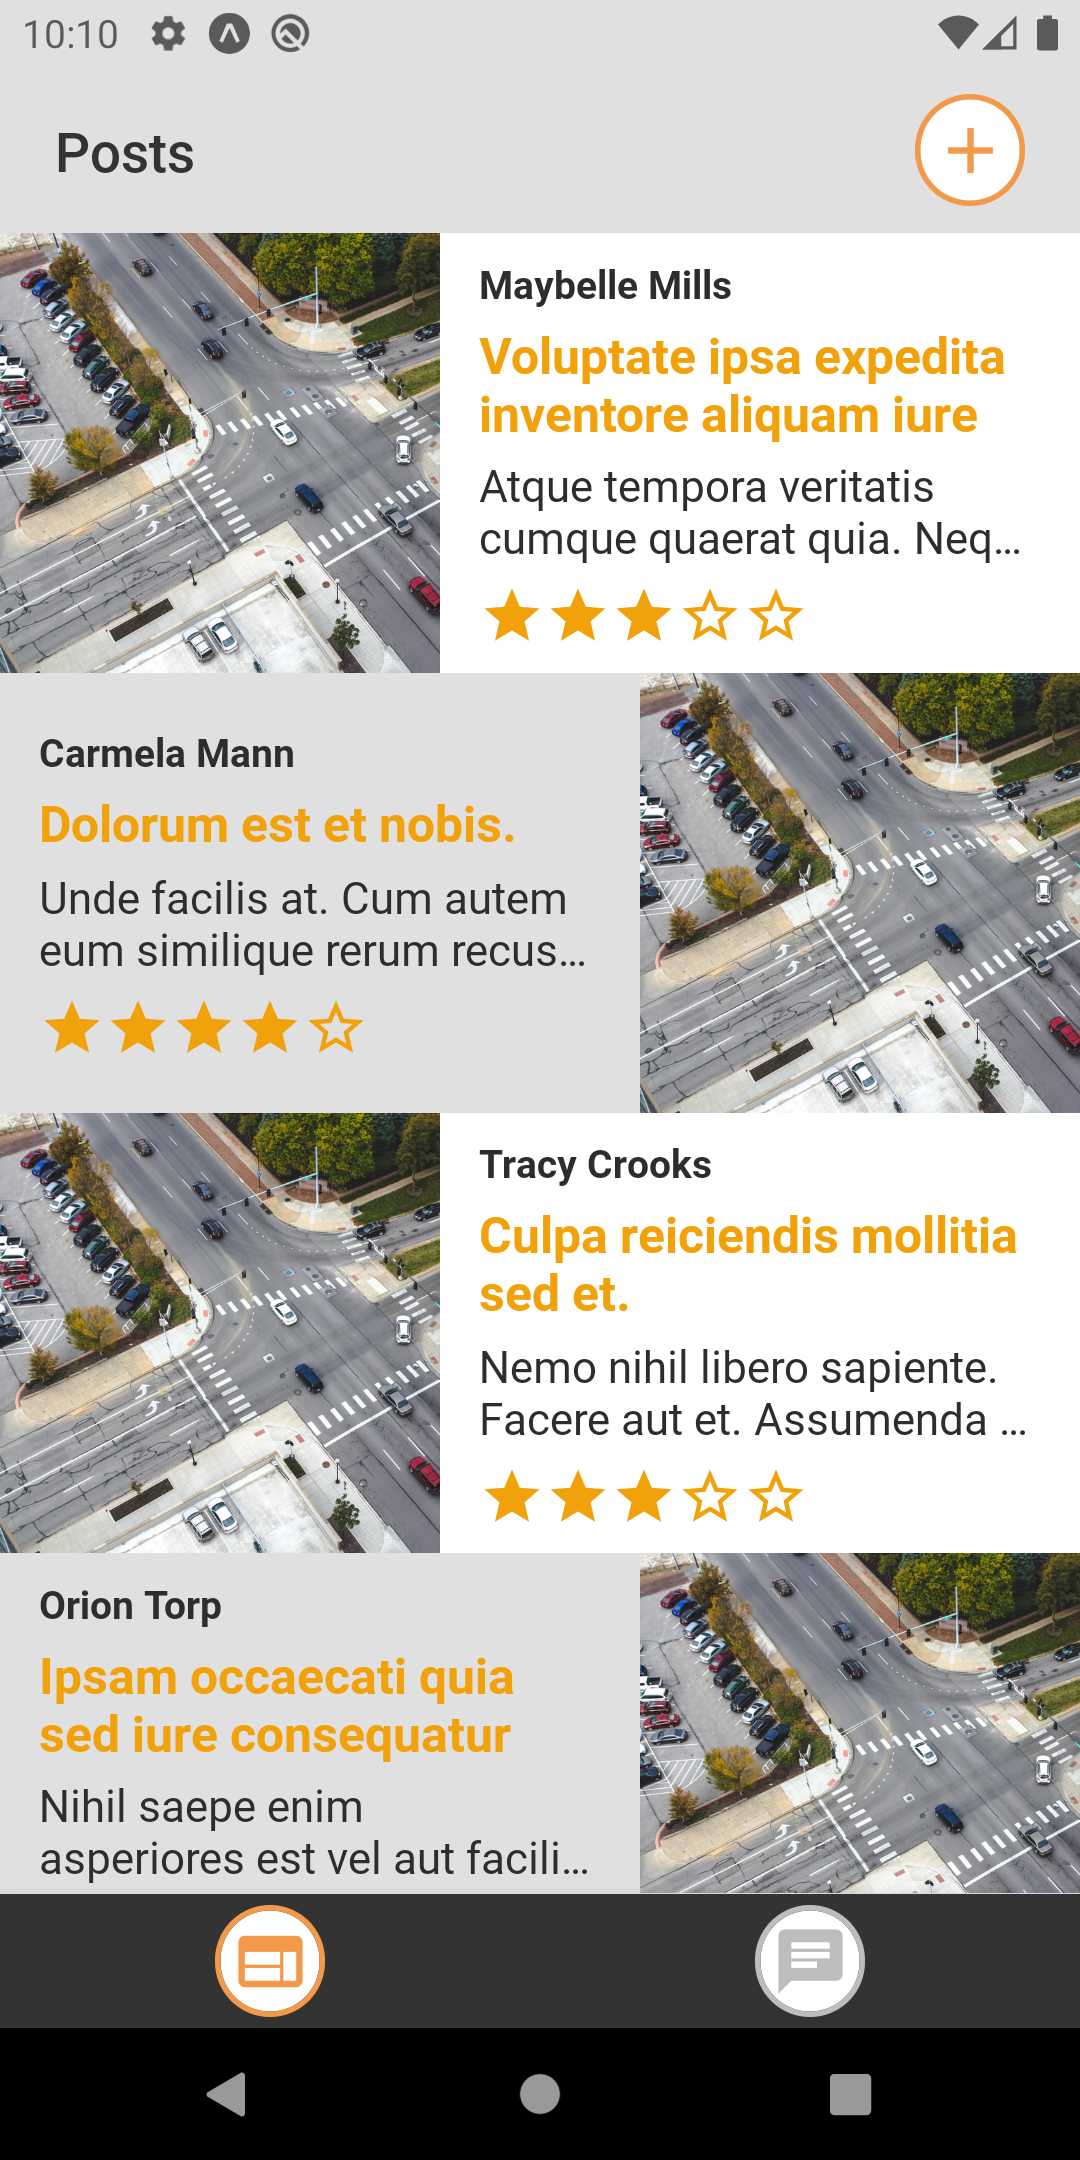 10:10
Posts
Maybelle Mills
Voluptate ipsa expedita
inventore aliquam iure
Atque tempora veritatis
cumque quaerat quia. Neq…
Carmela Mann
Dolorum est et nobis.
Unde facilis at. Cum autem
eum similique rerum recus…
Tracy Crooks
Culpa reiciendis mollitia
sed et.
Nemo nihil libero sapiente.
Facere aut et. Assumenda …
Orion Torp
Ipsam occaecati quia
sed iure consequatur
Nihil saepe enim
asperiores est vel aut facili…